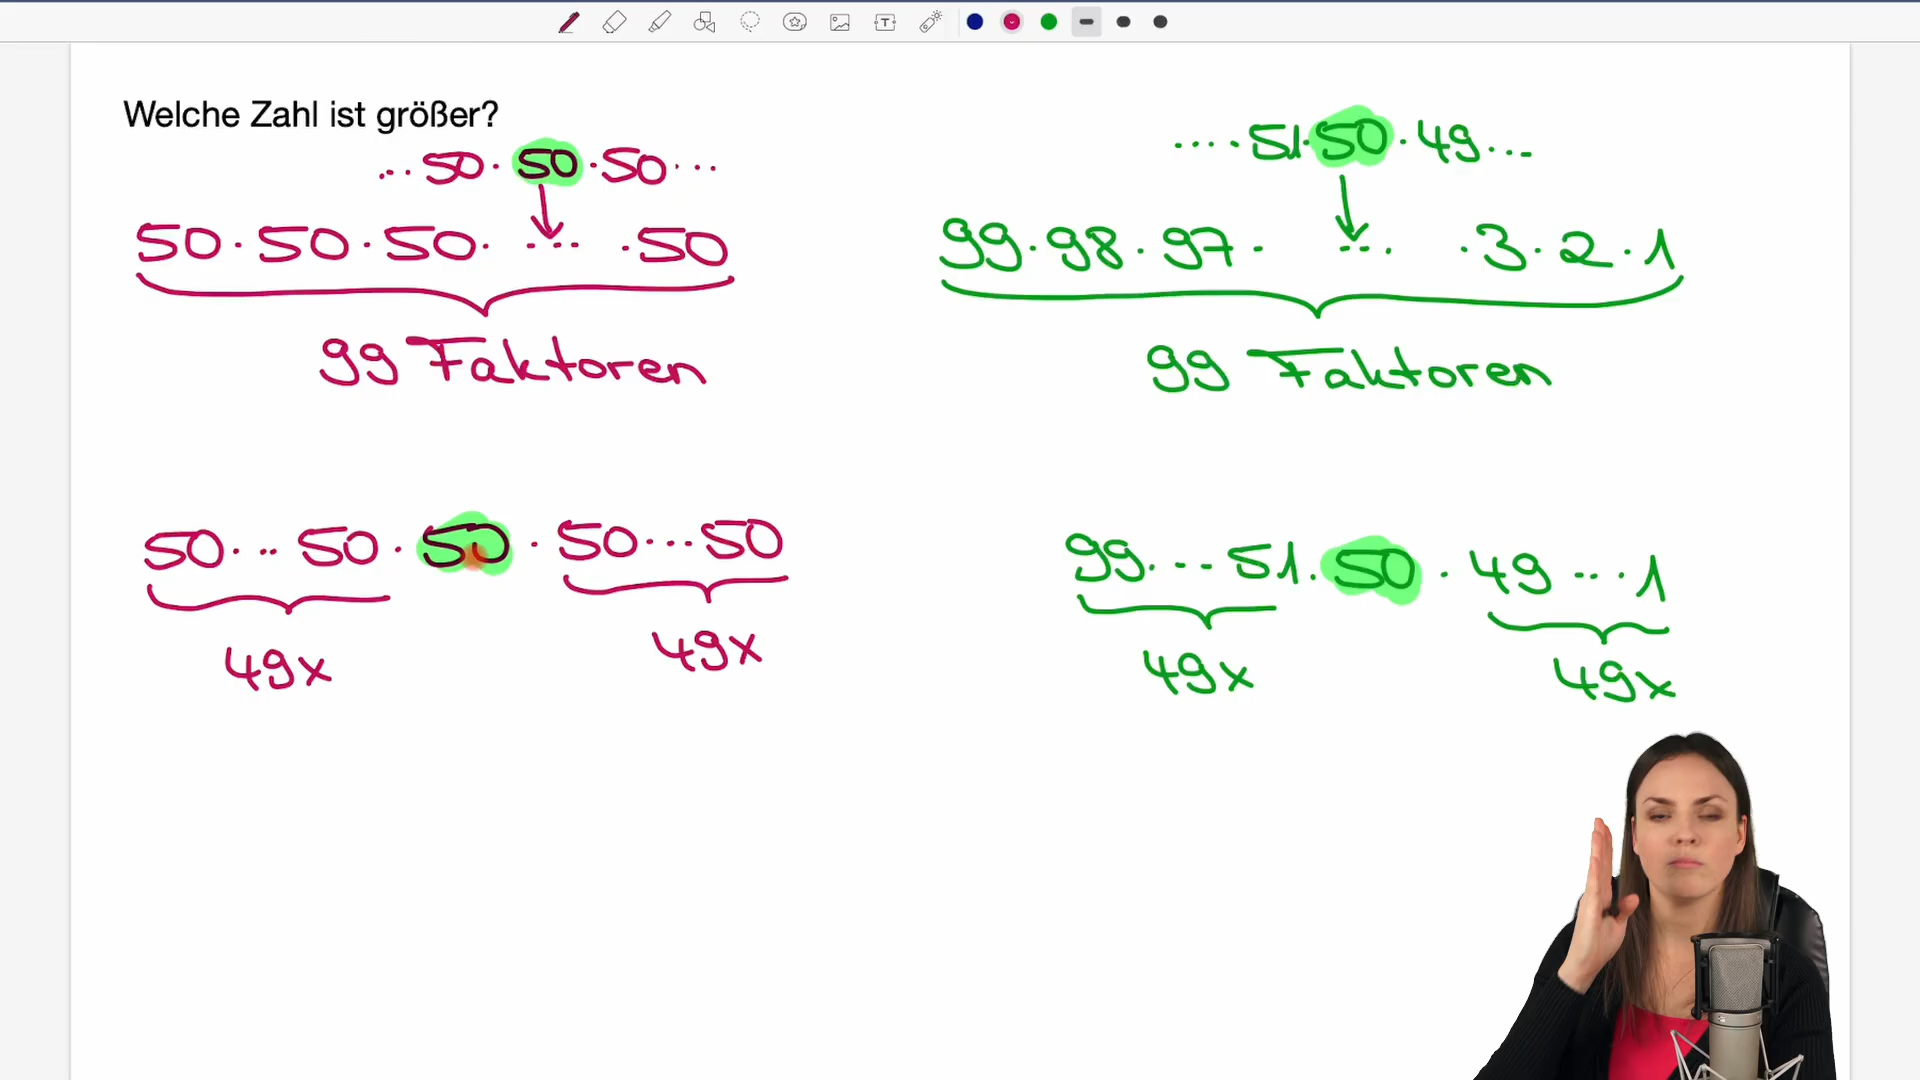 Welche Zahl ist größer?
... 50 · 50 · 50 ...
50 · 50 · 50 · ... · 50
99 Faktoren
.... 51 · 50 · 49 ...
99 · 98 · 97 · ... · 3 · 2 · 1
99 Faktoren
50 · ... 50 · 50 · 50 ... 50
49x
49x
99 ... 51 · 50 · 49 ... 1
49x
49x